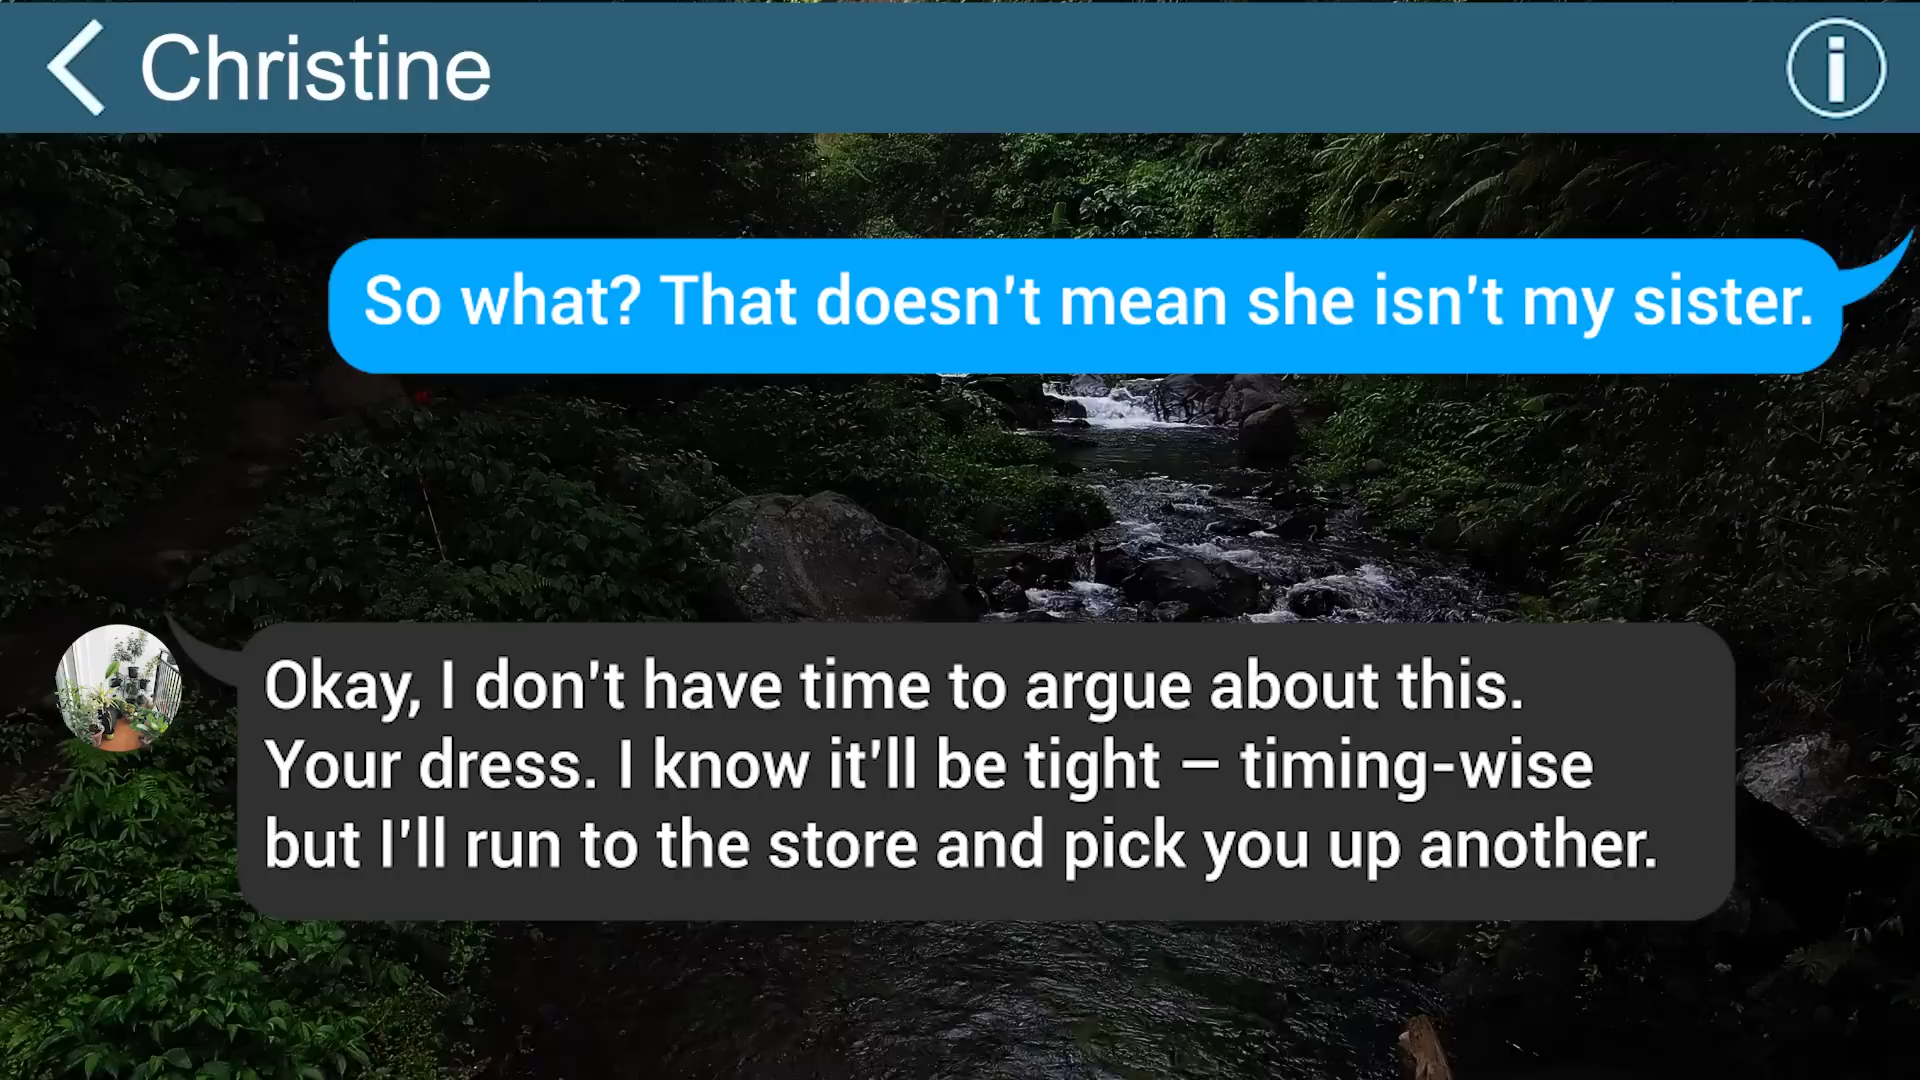 Christine
So what? That doesn't mean she isn't my sister.
Okay, I don't have time to argue about this.
Your dress. I know it'll be tight – timing-wise
but I'll run to the store and pick you up another.